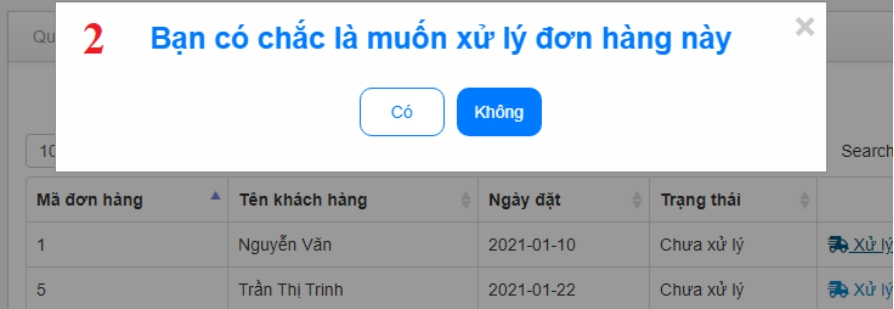 Qu
2 Bạn có chắc là muốn xử lý đơn hàng này ×
Có Không
10 Search
Mã đơn hàng Tên khách hàng Ngày đặt Trạng thái
1 Nguyễn Văn 2021-01-10 Chưa xử lý Xử lý
5 Trần Thị Trinh 2021-01-22 Chưa xử lý Xử lý